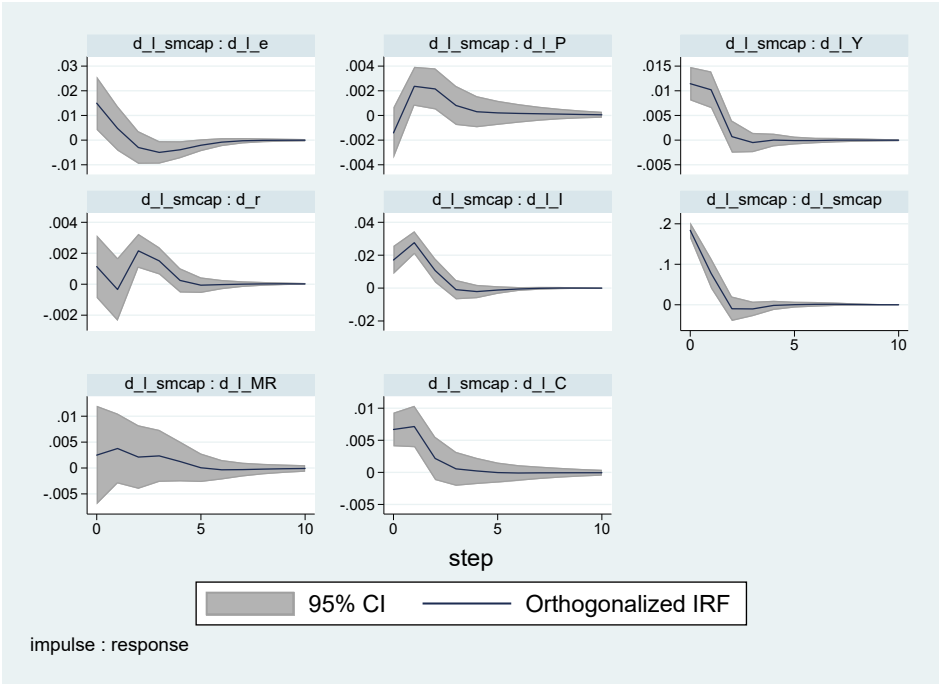 d_l_smcap : d_l_e
.03
.02
.01
0
-.01
d_l_smcap : d_l_P
.004
.002
0
-.002
-.004
d_l_smcap : d_l_Y
.015
.01
.005
0
-.005
d_l_smcap : d_r
.004
.002
0
-.002
d_l_smcap : d_l_I
.04
.02
0
-.02
d_l_smcap : d_l_smcap
.2
.1
0
0 5 10
d_l_smcap : d_l_MR
.01
.005
0
-.005
0 5 10
d_l_smcap : d_l_C
.01
.005
0
-.005
0 5 10
step
95% CI Orthogonalized IRF
impulse : response